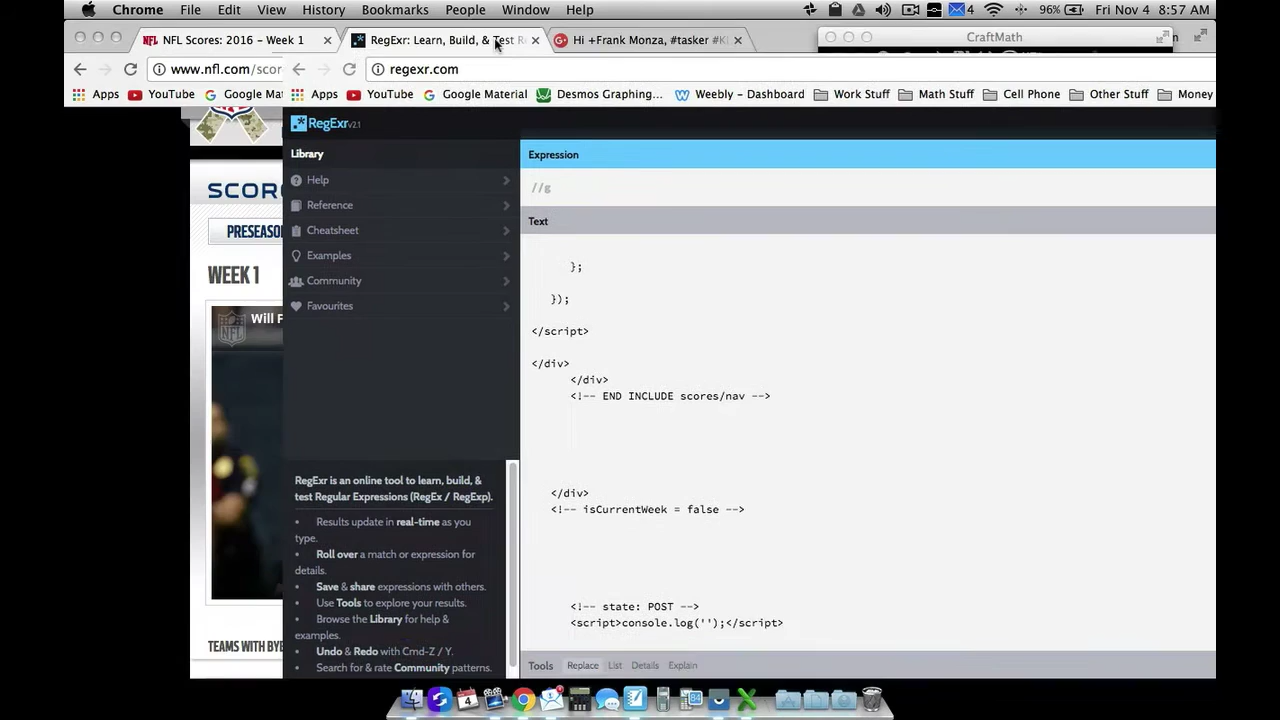 Chrome File Edit View History Bookmarks People Window Help 4 96% Fri Nov 4 8:57 AM
NFL Scores: 2016 – Week 1
RegExr: Learn, Build, & Test R
Hi +Frank Monza, #tasker #K
CraftMath
www.nfl.com/scor
regexr.com
Apps YouTube Google Mat
Apps YouTube Google Material Desmos Graphing... Weebly – Dashboard Work Stuff Math Stuff Cell Phone Other Stuff Money
SCOR
PRESEASO
WEEK 1
NFL
Will F
TEAMS WITH BYE
RegExr v2.1
Library
Help
Reference
Cheatsheet
Examples
Community
Favourites
RegExr is an online tool to learn, build, &
test Regular Expressions (RegEx / RegExp).
• Results update in real-time as you
type.
• Roll over a match or expression for
details.
• Save & share expressions with others.
• Use Tools to explore your results.
• Browse the Library for help &
examples.
• Undo & Redo with Cmd-Z / Y.
• Search for & rate Community patterns.
Expression
//g
Text
};
});
</script>
</div>
</div>
<!-- END INCLUDE scores/nav -->
</div>
<!-- isCurrentWeek = false -->
<!-- state: POST -->
<script>console.log('');</script>
Tools Replace List Details Explain